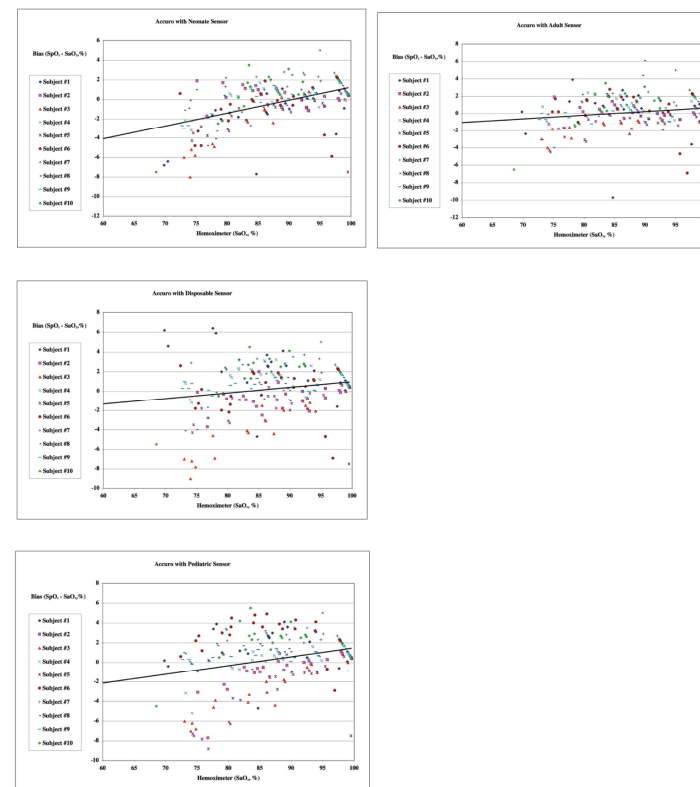 Accuro with Neonate Sensor
Bias (SpO₂ - SaO₂,%)
6
4
2
0
-2
-4
-6
-8
-10
-12
Subject #1
Subject #2
Subject #3
Subject #4
Subject #5
Subject #6
Subject #7
Subject #8
Subject #9
Subject #10
60 65 70 75 80 85 90 95 100
Hemoximeter (SaO₂, %)
Accuro with Adult Sensor
Bias (SpO₂ - SaO₂,%)
8
6
4
2
0
-2
-4
-6
-8
-10
-12
Subject #1
Subject #2
Subject #3
Subject #4
Subject #5
Subject #6
Subject #7
Subject #8
Subject #9
Subject #10
60 65 70 75 80 85 90 95
Hemoximeter (SaO₂, %)
Accuro with Disposable Sensor
Bias (SpO₂ - SaO₂,%)
8
6
4
2
0
-2
-4
-6
-8
-10
Subject #1
Subject #2
Subject #3
Subject #4
Subject #5
Subject #6
Subject #7
Subject #8
Subject #9
Subject #10
60 65 70 75 80 85 90 95 100
Hemoximeter (SaO₂, %)
Accuro with Pediatric Sensor
Bias (SpO₂ - SaO₂,%)
8
6
4
2
0
-2
-4
-6
-8
-10
Subject #1
Subject #2
Subject #3
Subject #4
Subject #5
Subject #6
Subject #7
Subject #8
Subject #9
Subject #10
60 65 70 75 80 85 90 95 100
Hemoximeter (SaO₂, %)